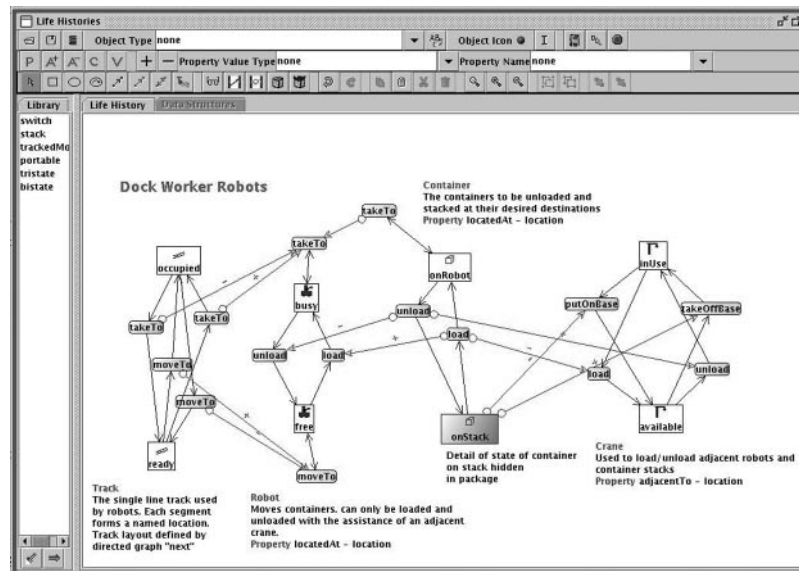 Life Histories
Object Type none
Object Icon
I
P A+ A- C V + − Property Value Type none
Property Name none
Library
Life History
Data Structures
switch
stack
trackedMo
portable
tristate
bistate
Dock Worker Robots
Container
The containers to be unloaded and
stacked at their desired destinations
Property locatedAt - location
takeTo
takeTo
occupied
onRobot
inUse
busy
unload
putOnBase
takeOffBase
takeTo
takeTo
load
unload
load
moveTo
load
unload
moveTo
free
ready
onStack
available
moveTo
Detail of state of container
on stack hidden
in package
Crane
Used to load/unload adjacent robots and
container stacks
Property adjacentTo - location
Track
The single line track used
by robots. Each segment
forms a named location.
Track layout defined by
directed graph "next"
Robot
Moves containers. can only be loaded and
unloaded with the assistance of an adjacent
crane.
Property locatedAt - location